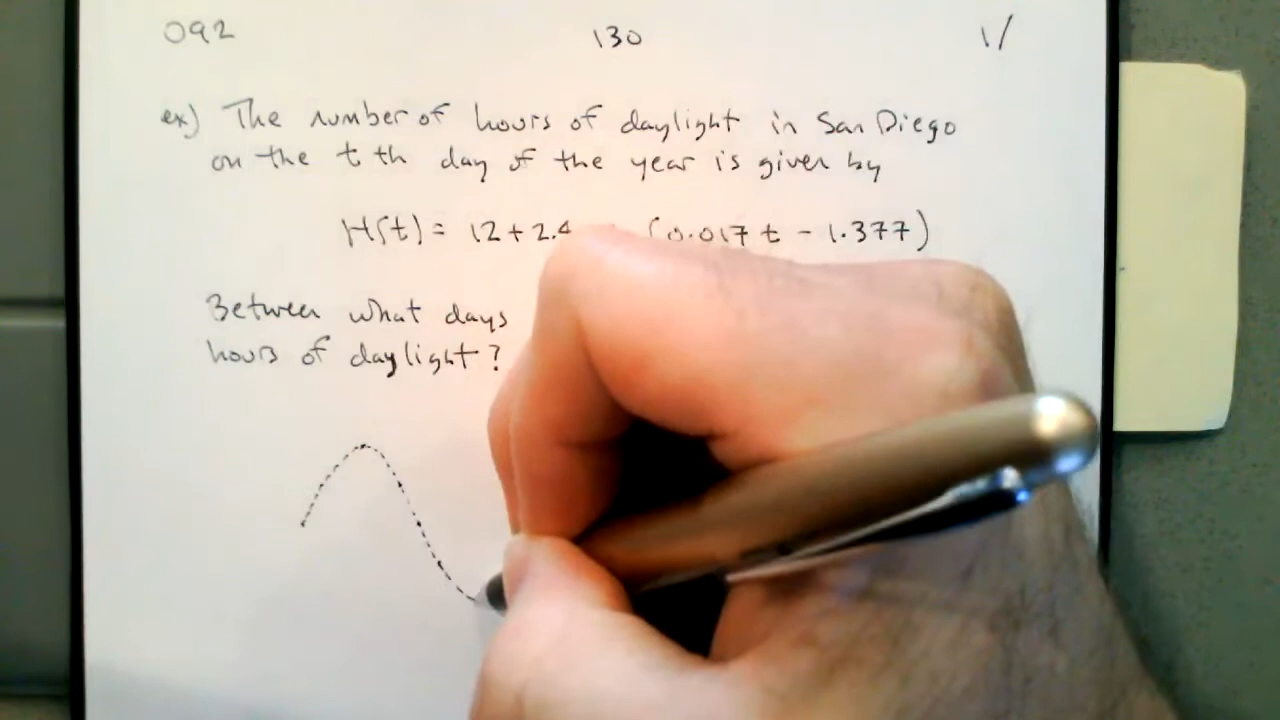 092 130 1/
ex) The number of hours of daylight in San Diego
on the t th day of the year is given by
H(t) = 12 + 2.4 (0.017 t - 1.377)
Between what days
hours of daylight?